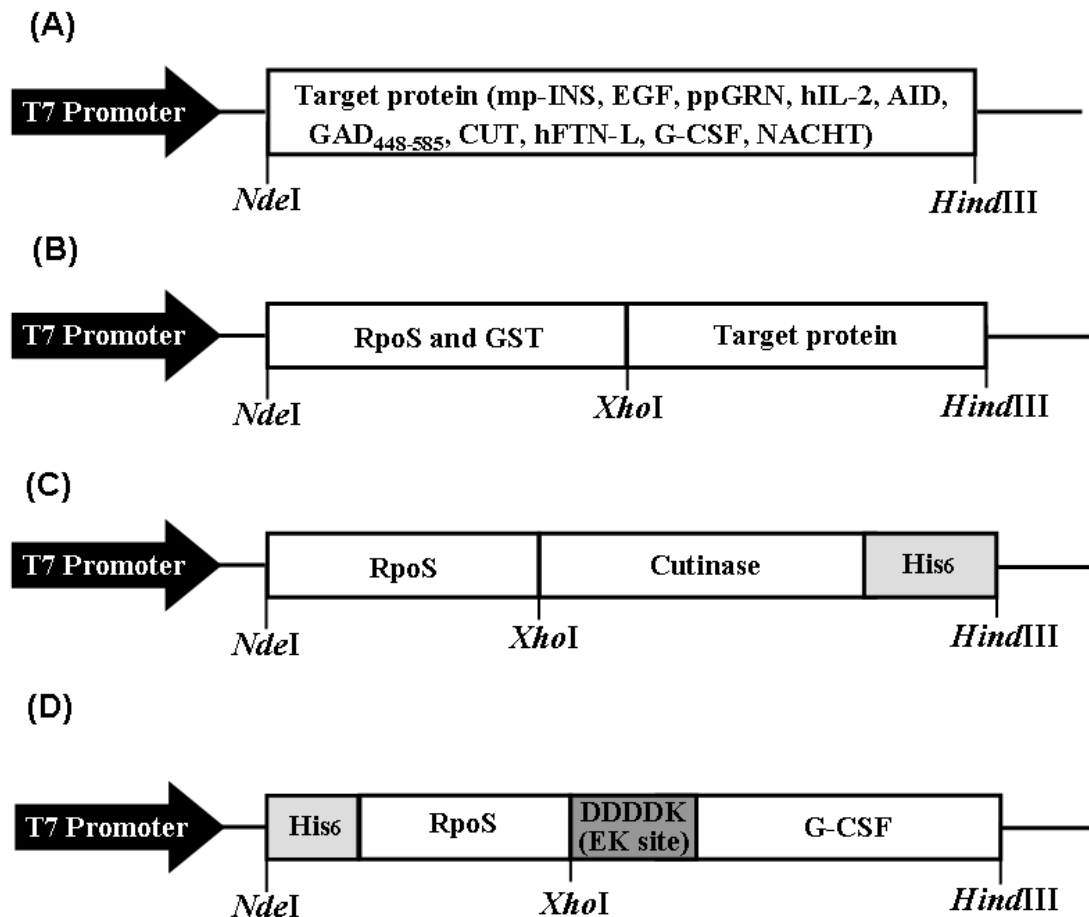 (A)
T7 Promoter
Target protein (mp-INS, EGF, ppGRN, hIL-2, AID,
GAD448-585, CUT, hFTN-L, G-CSF, NACHT)
NdeI
HindIII
(B)
T7 Promoter
RpoS and GST
Target protein
NdeI
XhoI
HindIII
(C)
T7 Promoter
RpoS
Cutinase
His6
NdeI
XhoI
HindIII
(D)
T7 Promoter
His6
RpoS
DDDDK
(EK site)
G-CSF
NdeI
XhoI
HindIII